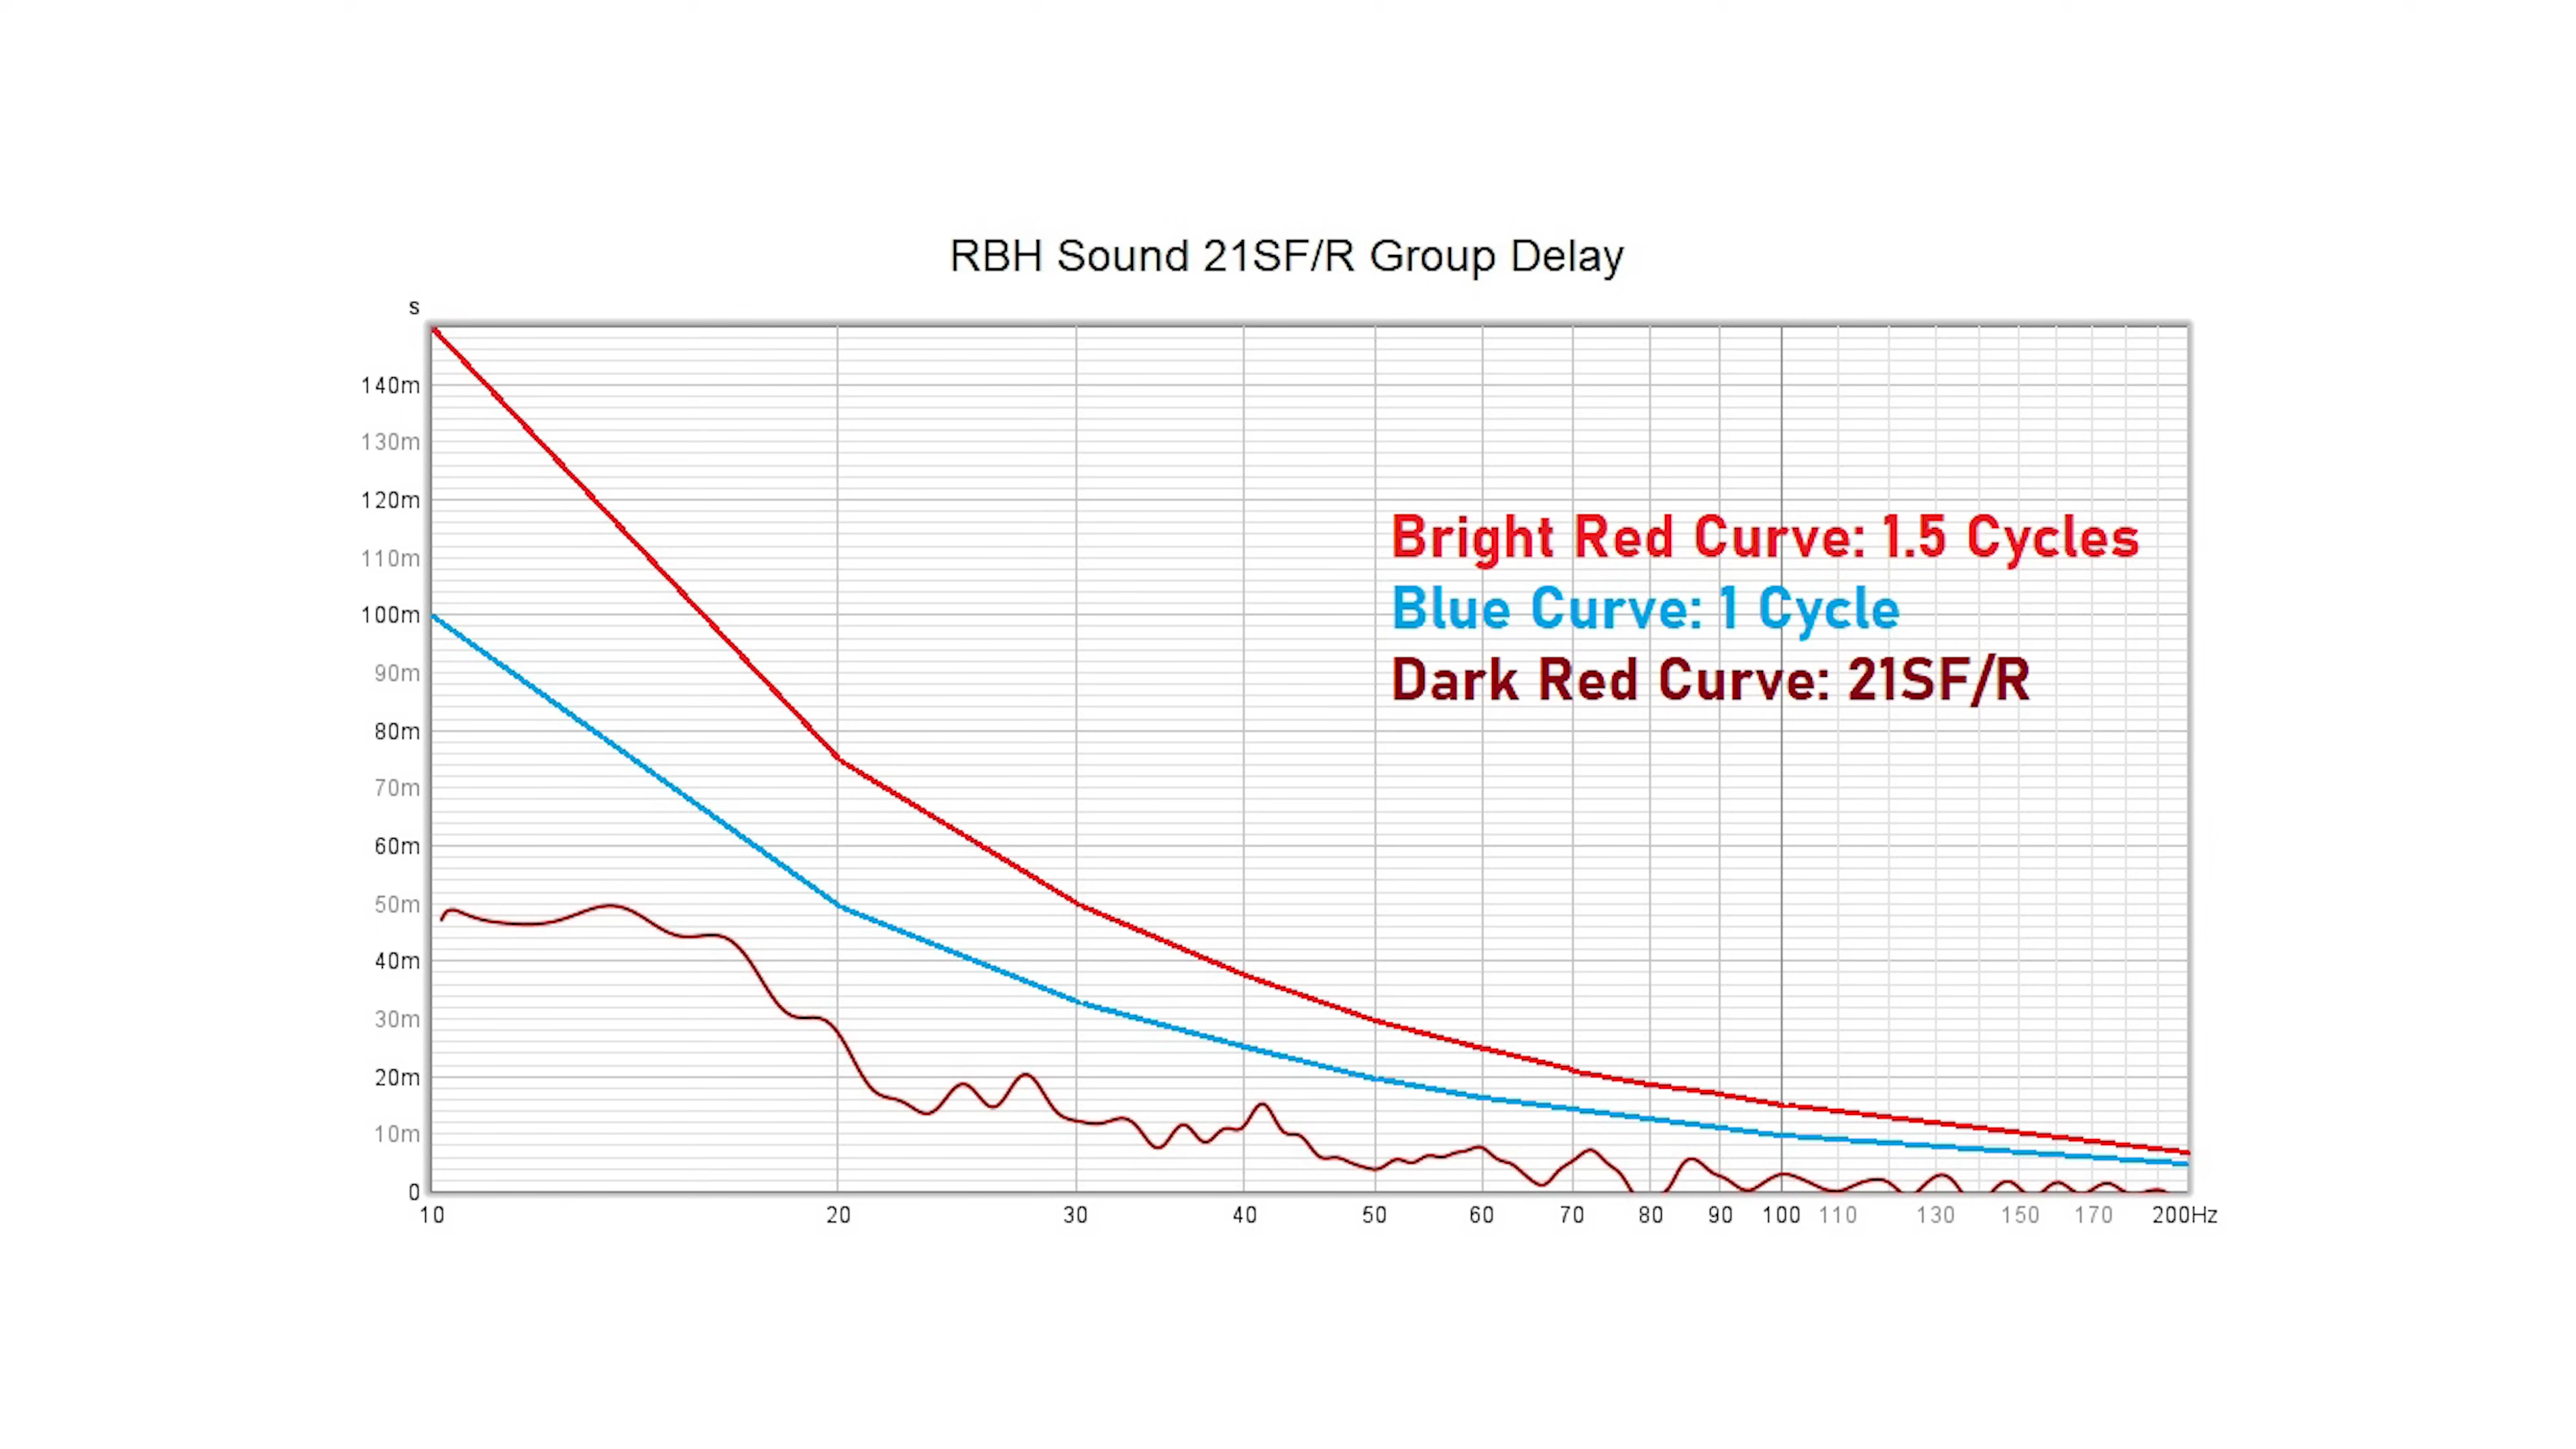 RBH Sound 21SF/R Group Delay
s
140m
130m
120m
110m
100m
90m
80m
70m
60m
50m
40m
30m
20m
10m
0
Bright Red Curve: 1.5 Cycles
Blue Curve: 1 Cycle
Dark Red Curve: 21SF/R
10 20 30 40 50 60 70 80 90 100 110 130 150 170 200Hz